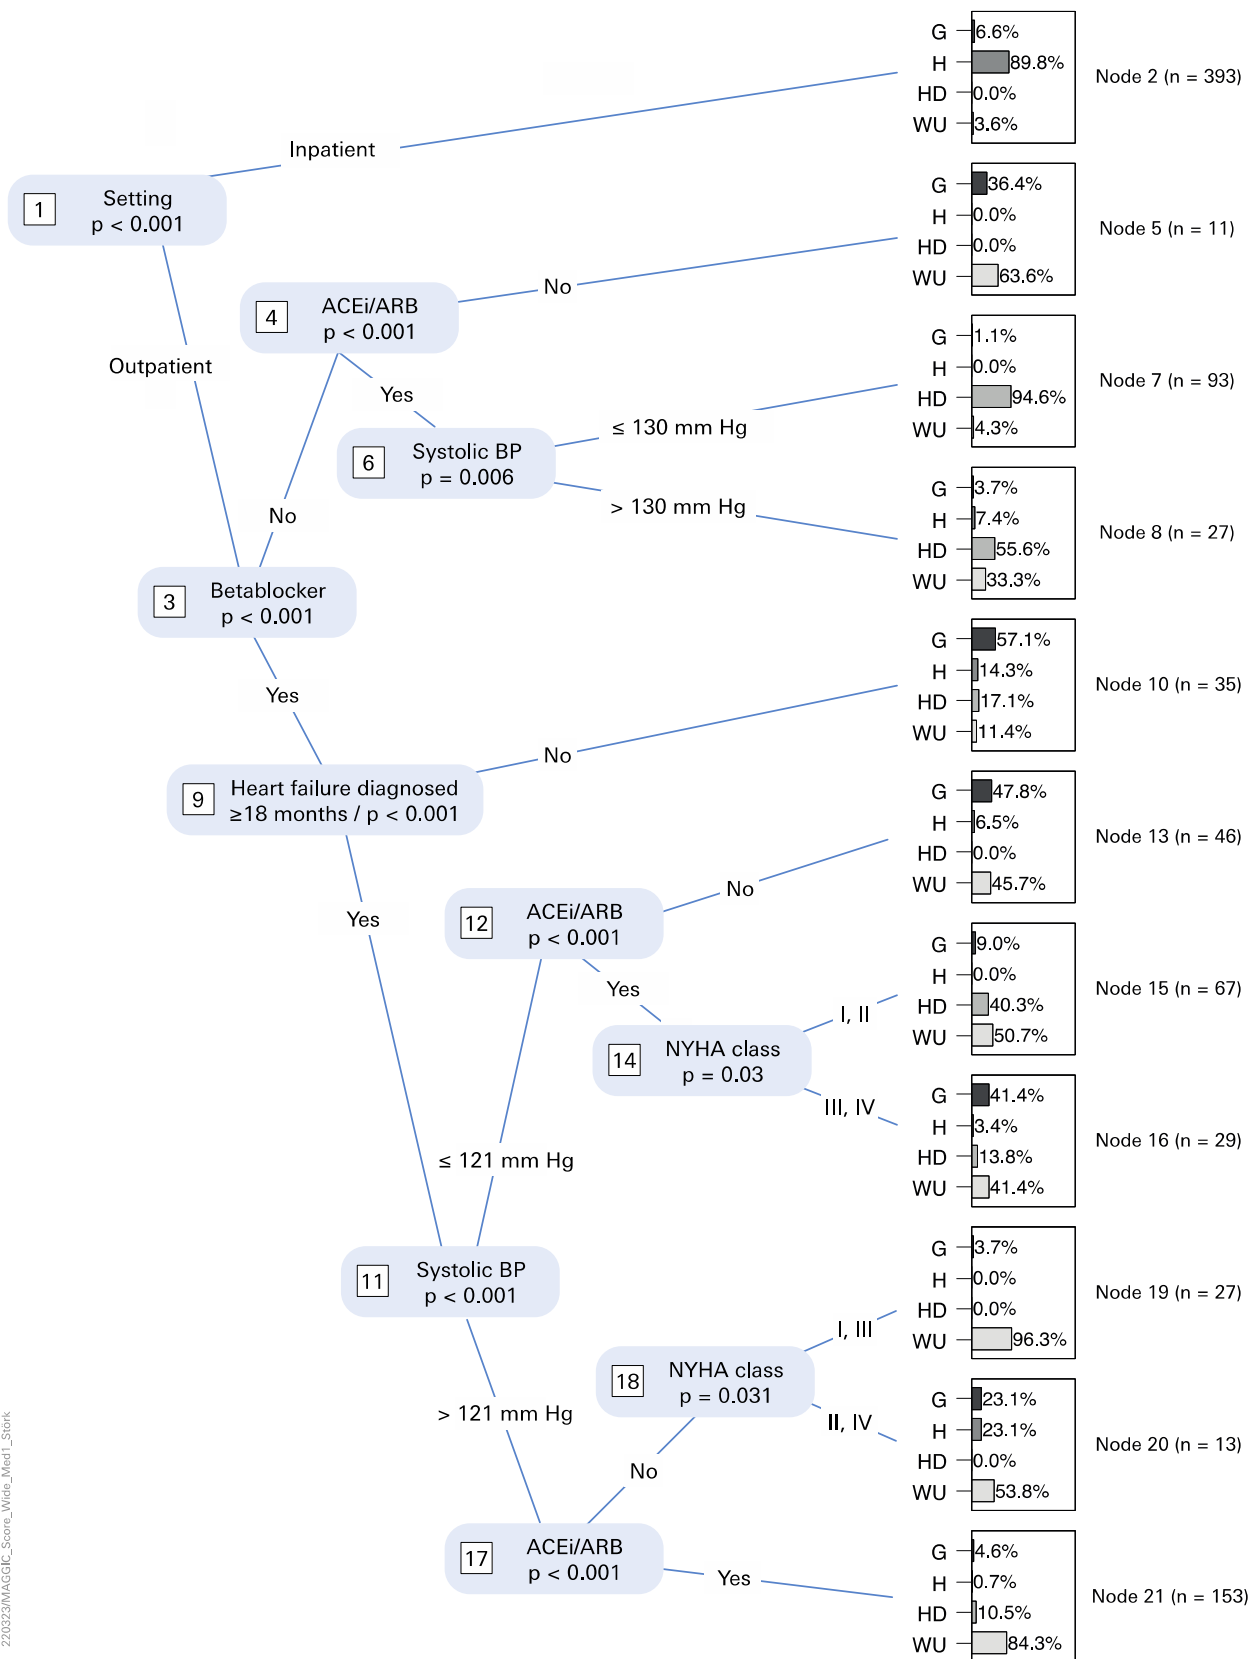 G 6.6%
H 89.8%
HD 0.0%
WU 3.6%
Node 2 (n = 393)
Inpatient
1
Setting
p < 0.001
G 36.4%
H 0.0%
HD 0.0%
WU 63.6%
Node 5 (n = 11)
No
4
ACEi/ARB
p < 0.001
Outpatient
Yes
G 1.1%
H 0.0%
HD 94.6%
WU 4.3%
Node 7 (n = 93)
≤ 130 mm Hg
6
Systolic BP
p = 0.006
> 130 mm Hg
No
G 3.7%
H 7.4%
HD 55.6%
WU 33.3%
Node 8 (n = 27)
3
Betablocker
p < 0.001
Yes
G 57.1%
H 14.3%
HD 17.1%
WU 11.4%
Node 10 (n = 35)
No
9
Heart failure diagnosed
≥18 months / p < 0.001
G 47.8%
H 6.5%
HD 0.0%
WU 45.7%
Node 13 (n = 46)
No
Yes
12
ACEi/ARB
p < 0.001
Yes
G 9.0%
H 0.0%
HD 40.3%
WU 50.7%
Node 15 (n = 67)
I, II
14
NYHA class
p = 0.03
III, IV
G 41.4%
H 3.4%
HD 13.8%
WU 41.4%
Node 16 (n = 29)
≤ 121 mm Hg
11
Systolic BP
p < 0.001
G 3.7%
H 0.0%
HD 0.0%
WU 96.3%
Node 19 (n = 27)
I, III
18
NYHA class
p = 0.031
II, IV
> 121 mm Hg
G 23.1%
H 23.1%
HD 0.0%
WU 53.8%
Node 20 (n = 13)
No
17
ACEi/ARB
p < 0.001
Yes
G 4.6%
H 0.7%
HD 10.5%
WU 84.3%
Node 21 (n = 153)
220323/MAGGIC_Score_Wide_Med1_Störk